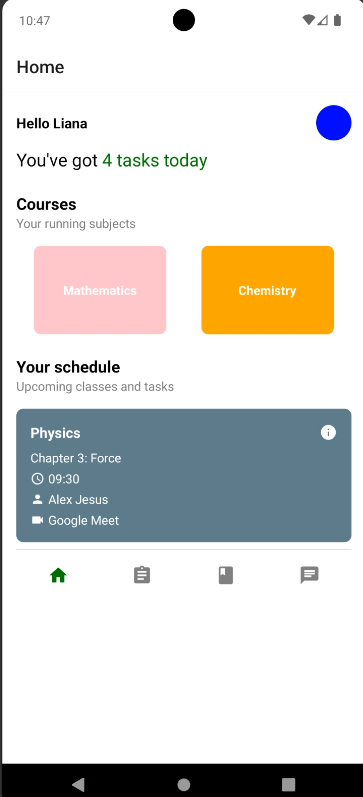 10:47
Home
Hello Liana
You've got 4 tasks today
Courses
Your running subjects
Mathematics
Chemistry
Your schedule
Upcoming classes and tasks
Physics
Chapter 3: Force
09:30
Alex Jesus
Google Meet